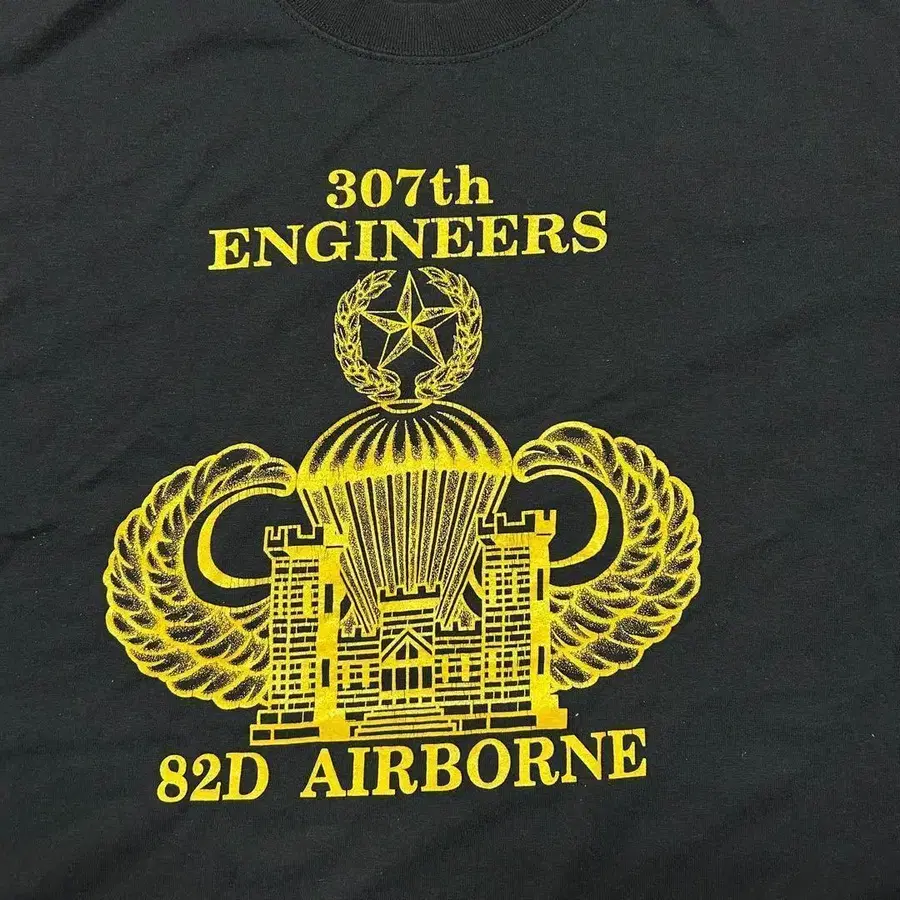 307th
ENGINEERS
82D AIRBORNE